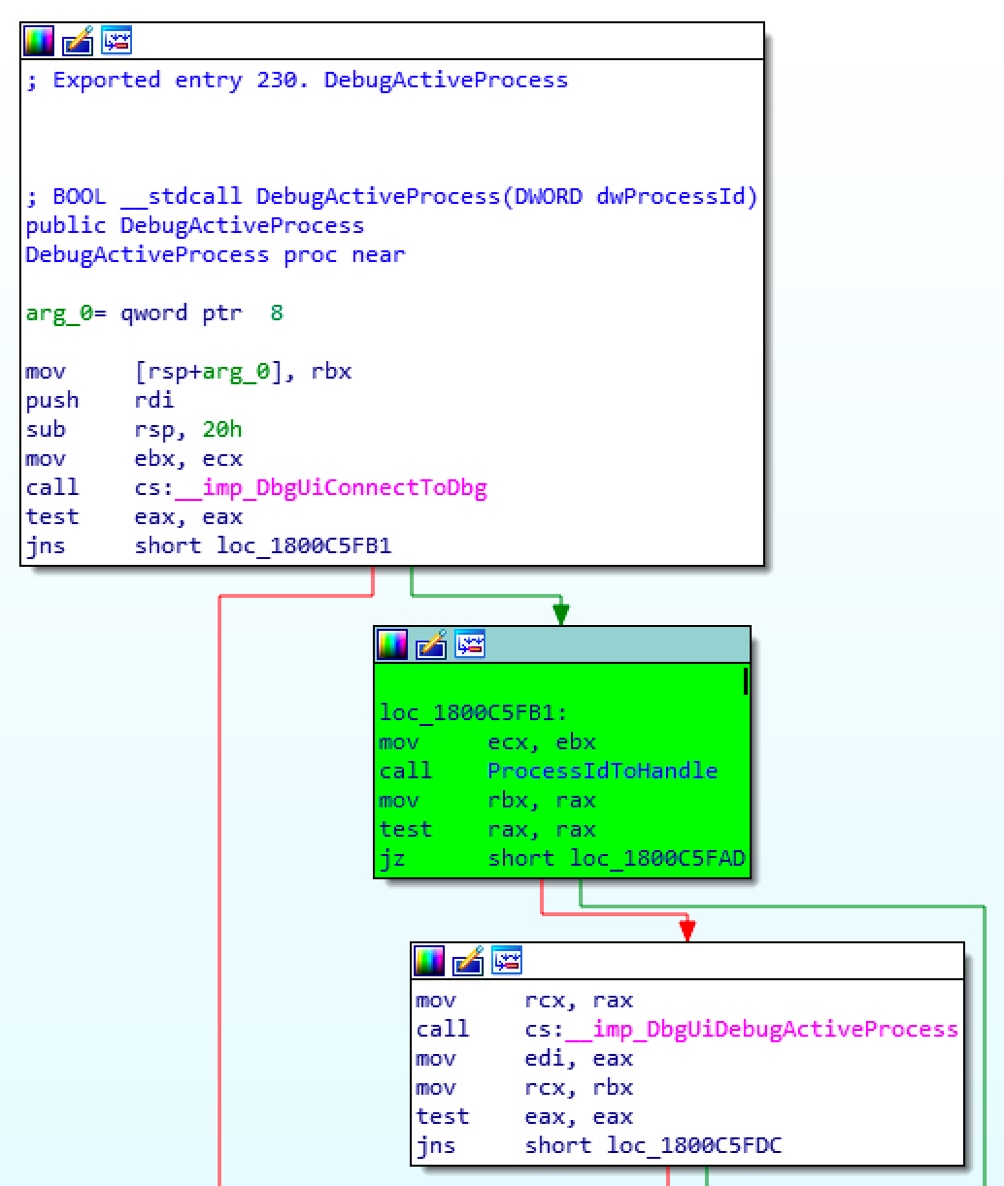 ; Exported entry 230. DebugActiveProcess
; BOOL __stdcall DebugActiveProcess(DWORD dwProcessId)
public DebugActiveProcess
DebugActiveProcess proc near
arg_0= qword ptr  8
mov     [rsp+arg_0], rbx
push    rdi
sub     rsp, 20h
mov     ebx, ecx
call    cs:__imp_DbgUiConnectToDbg
test    eax, eax
jns     short loc_1800C5FB1
loc_1800C5FB1:
mov     ecx, ebx
call    ProcessIdToHandle
mov     rbx, rax
test    rax, rax
jz      short loc_1800C5FAD
mov     rcx, rax
call    cs:__imp_DbgUiDebugActiveProcess
mov     edi, eax
mov     rcx, rbx
test    eax, eax
jns     short loc_1800C5FDC